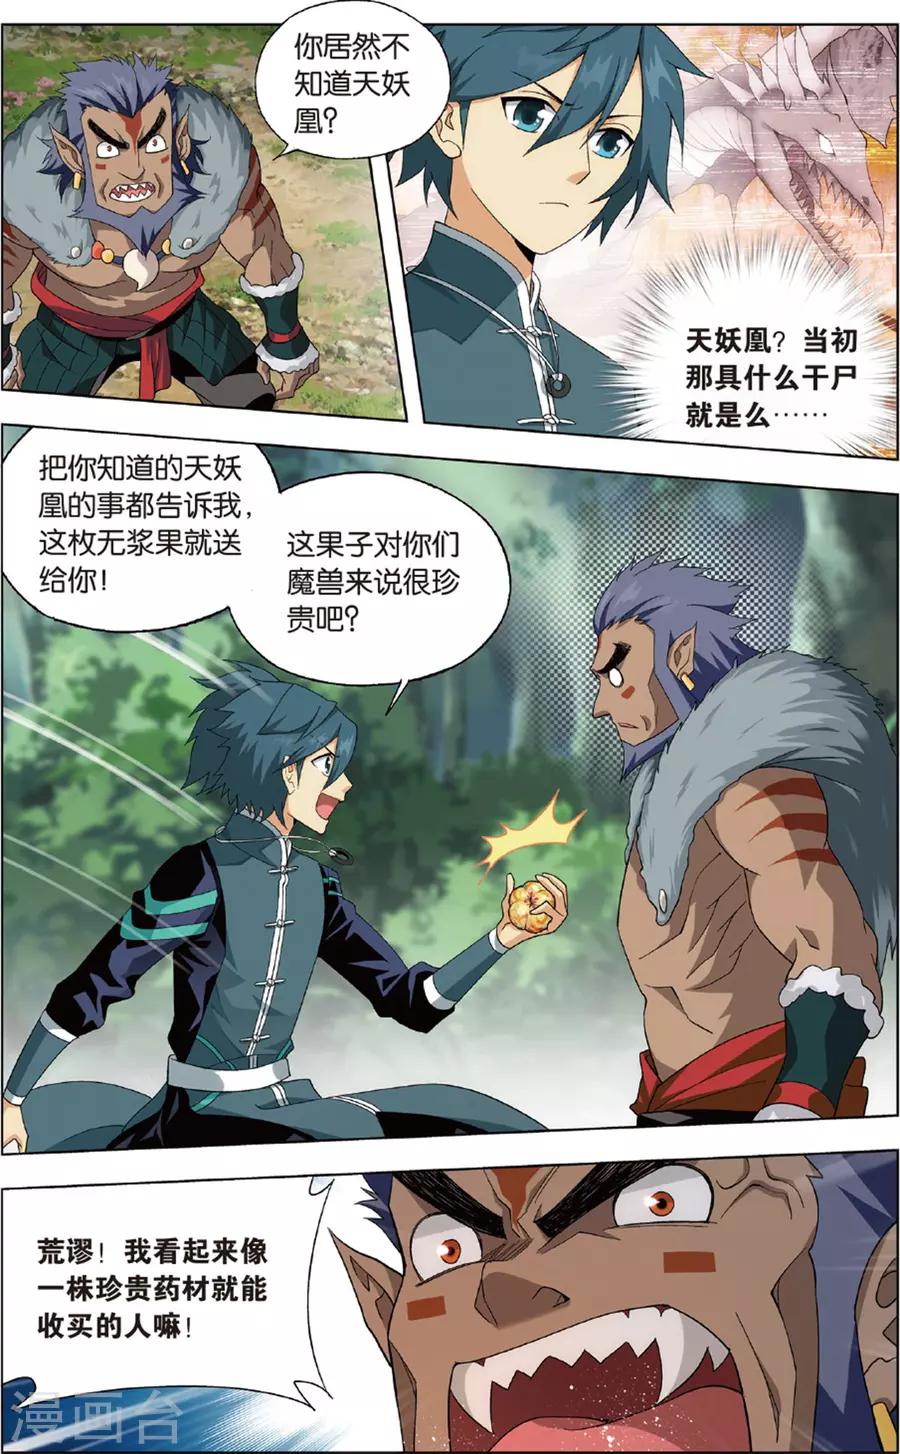 你居然不
知道天妖
凰？
天妖凰？当初
那具什么干尸
就是么……
把你知道的天妖
凰的事都告诉我，
这枚无浆果就送
给你！
这果子对你们
魔兽来说很珍
贵吧？
荒谬！我看起来像
一株珍贵药材就能
收买的人嘛！
漫画台